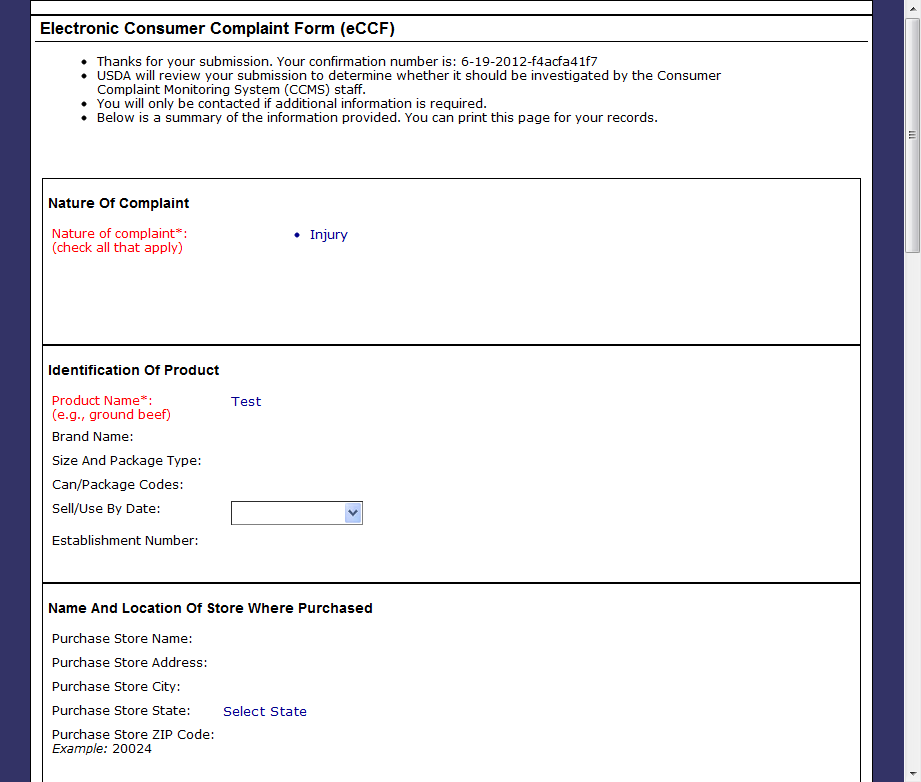 Electronic Consumer Complaint Form (eCCF)
Thanks for your submission. Your confirmation number is: 6-19-2012-f4acfa41f7
USDA will review your submission to determine whether it should be investigated by the Consumer
Complaint Monitoring System (CCMS) staff.
You will only be contacted if additional information is required.
Below is a summary of the information provided. You can print this page for your records.
Nature Of Complaint
Nature of complaint*:
(check all that apply)
Injury
Identification Of Product
Product Name*:
(e.g., ground beef)
Test
Brand Name:
Size And Package Type:
Can/Package Codes:
Sell/Use By Date:
Establishment Number:
Name And Location Of Store Where Purchased
Purchase Store Name:
Purchase Store Address:
Purchase Store City:
Purchase Store State: Select State
Purchase Store ZIP Code:
Example: 20024